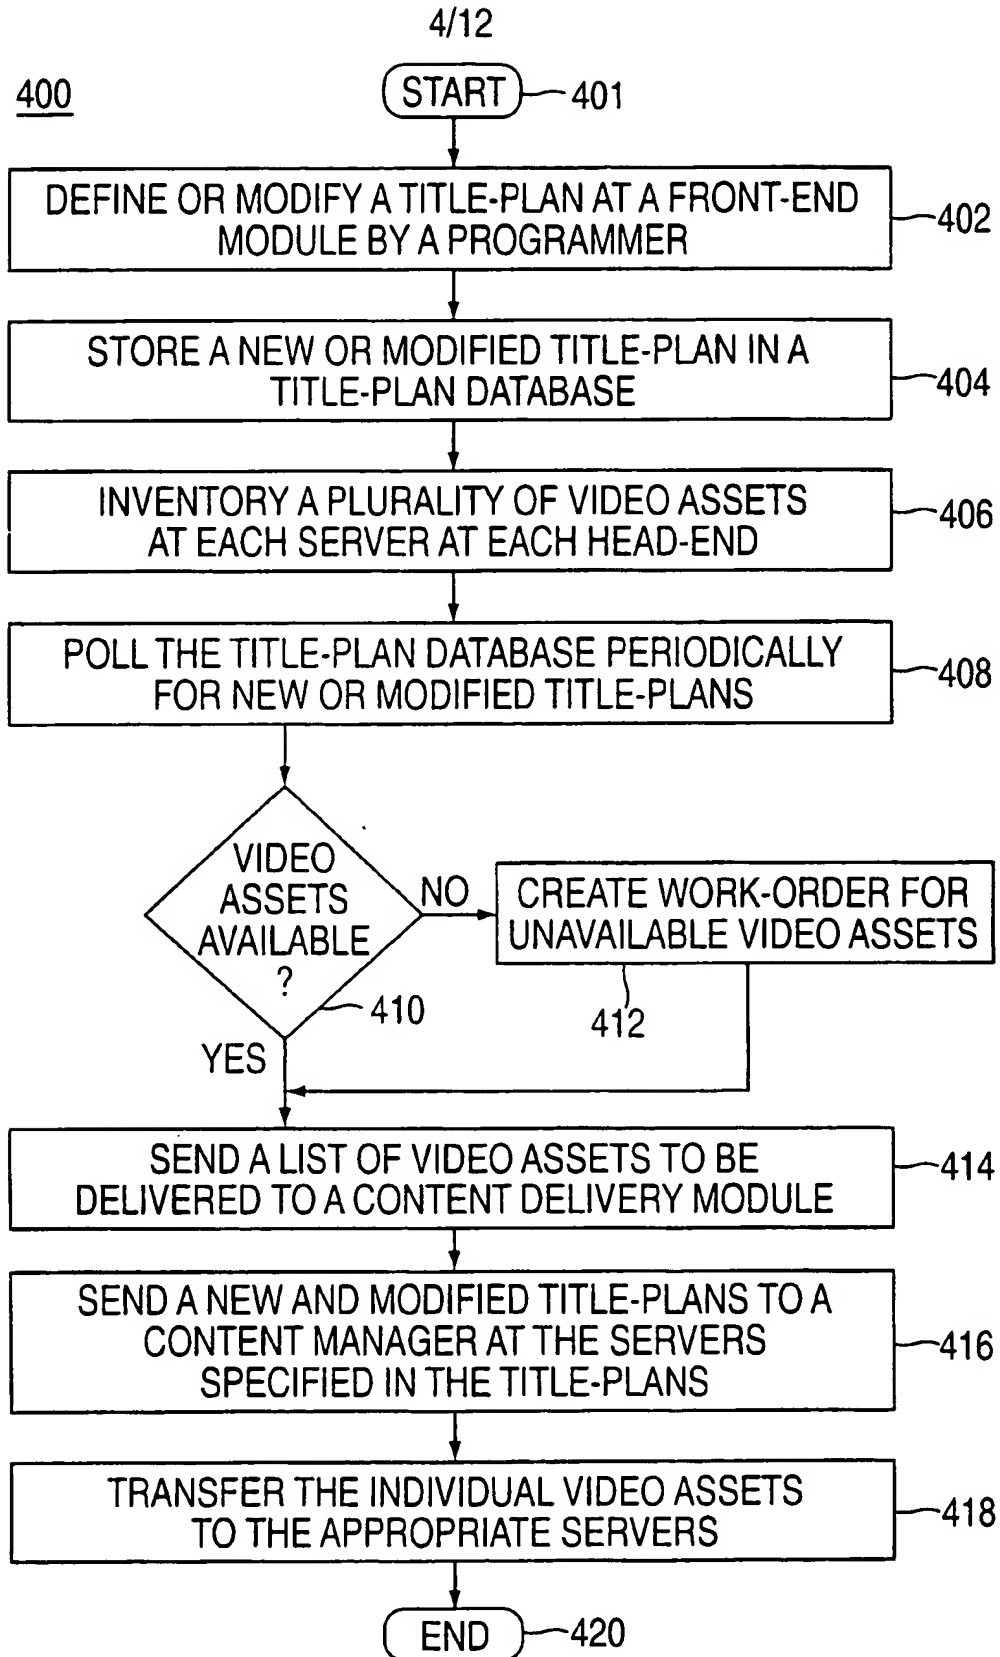 4/12
400
START
401
DEFINE OR MODIFY A TITLE-PLAN AT A FRONT-END
MODULE BY A PROGRAMMER
402
STORE A NEW OR MODIFIED TITLE-PLAN IN A
TITLE-PLAN DATABASE
404
INVENTORY A PLURALITY OF VIDEO ASSETS
AT EACH SERVER AT EACH HEAD-END
406
POLL THE TITLE-PLAN DATABASE PERIODICALLY
FOR NEW OR MODIFIED TITLE-PLANS
408
VIDEO
ASSETS
AVAILABLE
?
410
NO
CREATE WORK-ORDER FOR
UNAVAILABLE VIDEO ASSETS
412
YES
SEND A LIST OF VIDEO ASSETS TO BE
DELIVERED TO A CONTENT DELIVERY MODULE
414
SEND A NEW AND MODIFIED TITLE-PLANS TO A
CONTENT MANAGER AT THE SERVERS
SPECIFIED IN THE TITLE-PLANS
416
TRANSFER THE INDIVIDUAL VIDEO ASSETS
TO THE APPROPRIATE SERVERS
418
END
420